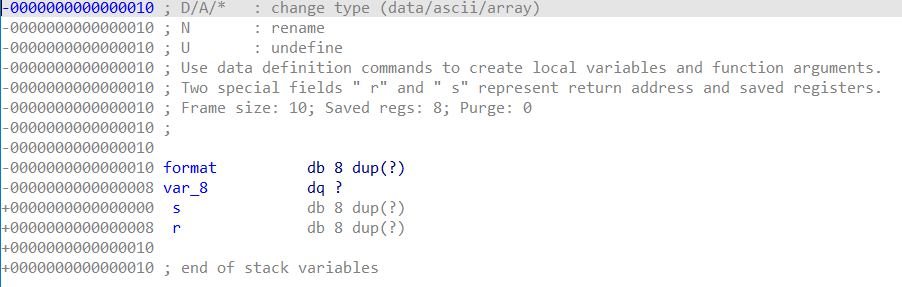 -0000000000000010 ; D/A/*   : change type (data/ascii/array)
-0000000000000010 ; N       : rename
-0000000000000010 ; U       : undefine
-0000000000000010 ; Use data definition commands to create local variables and function arguments.
-0000000000000010 ; Two special fields " r" and " s" represent return address and saved registers.
-0000000000000010 ; Frame size: 10; Saved regs: 8; Purge: 0
-0000000000000010 ;
-0000000000000010
-0000000000000010 format          db 8 dup(?)
-0000000000000008 var_8           dq ?
+0000000000000000  s              db 8 dup(?)
+0000000000000008  r              db 8 dup(?)
+0000000000000010
+0000000000000010 ; end of stack variables